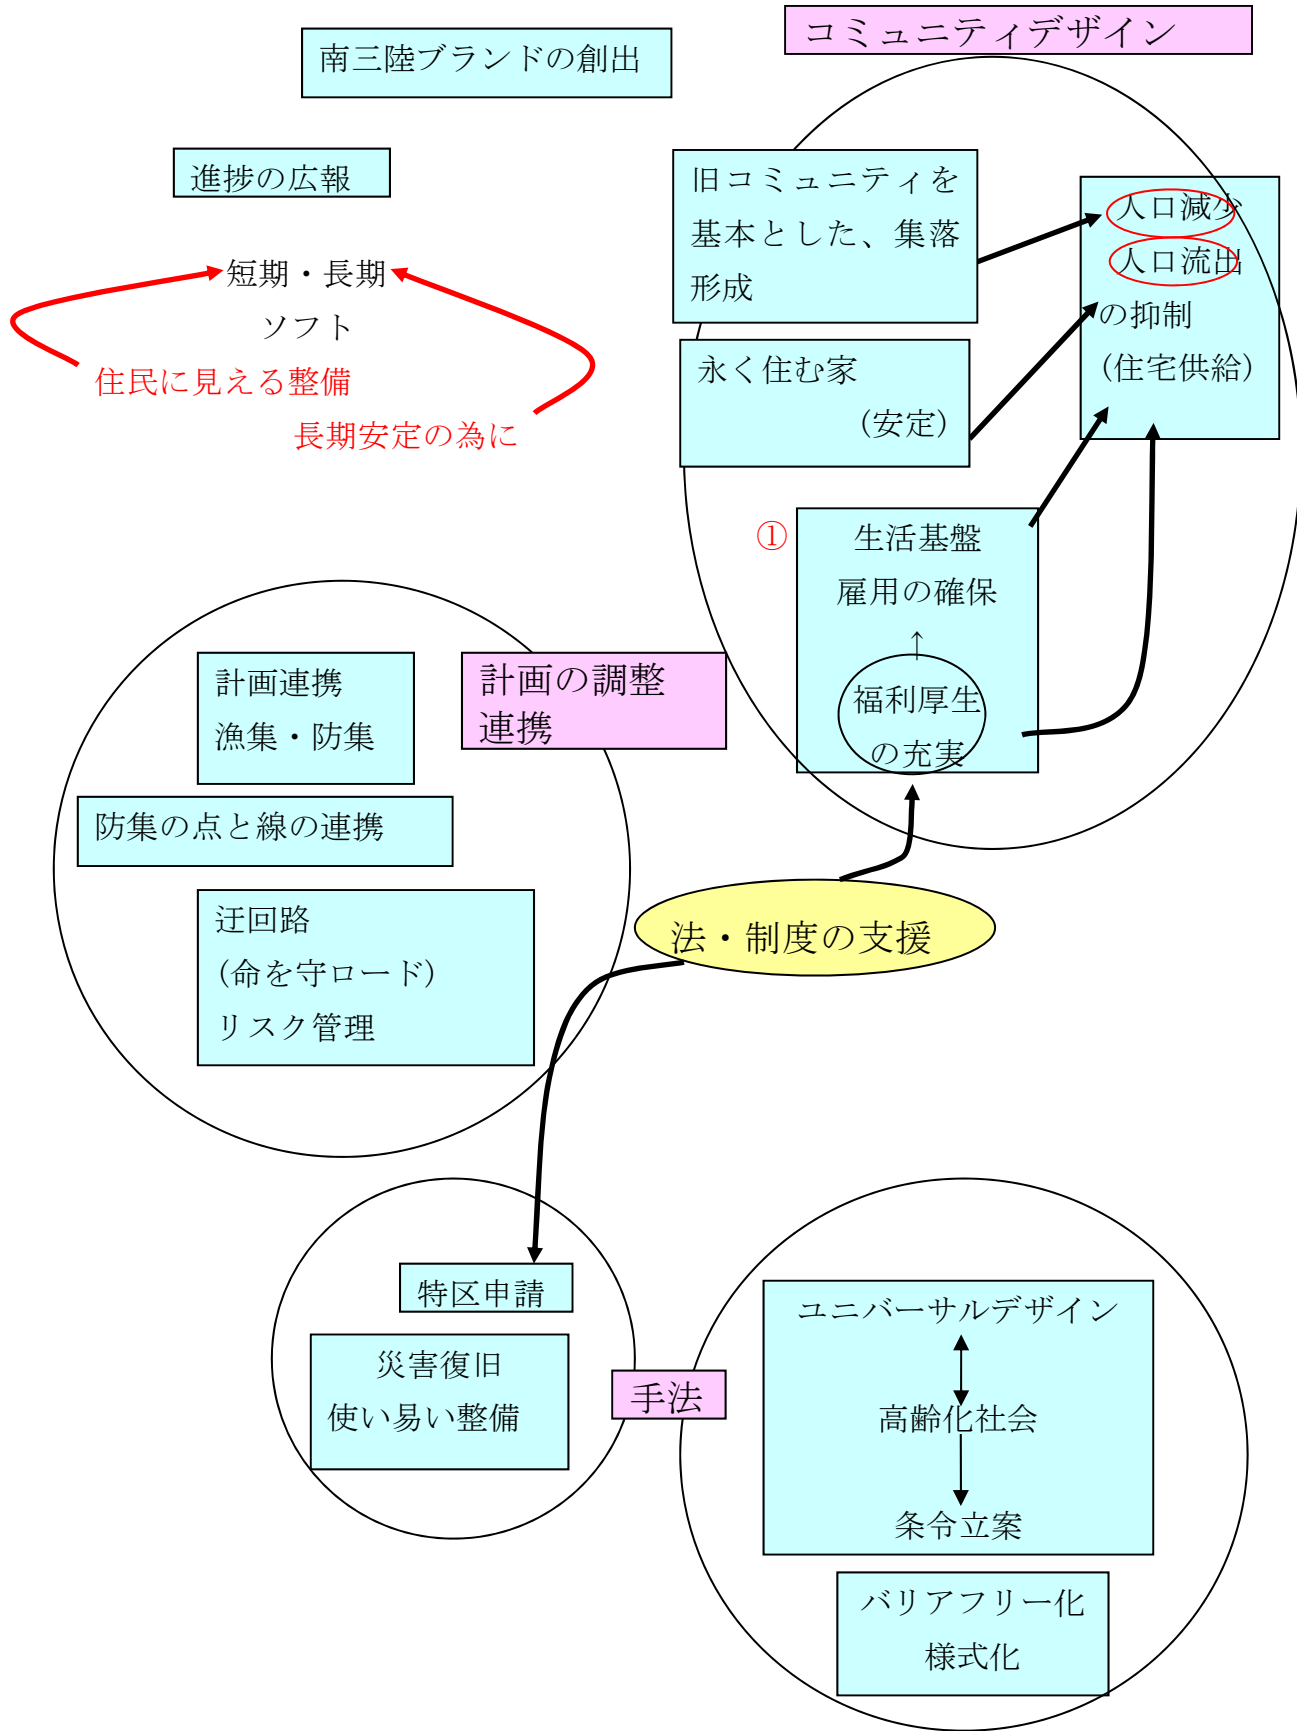 コミュニティデザイン
南三陸ブランドの創出
進捗の広報
短期・長期
ソフト
住民に見える整備
長期安定の為に
旧コミュニティを
基本とした、集落
形成
永く住む家
(安定)
人口減少
人口流出
の抑制
(住宅供給)
①
生活基盤
雇用の確保
↑
福利厚生
の充実
計画の調整
連携
計画連携
漁集・防集
防集の点と線の連携
迂回路
(命を守ロード)
リスク管理
法・制度の支援
特区申請
災害復旧
使い易い整備
手法
ユニバーサルデザイン
高齢化社会
条令立案
バリアフリー化
様式化